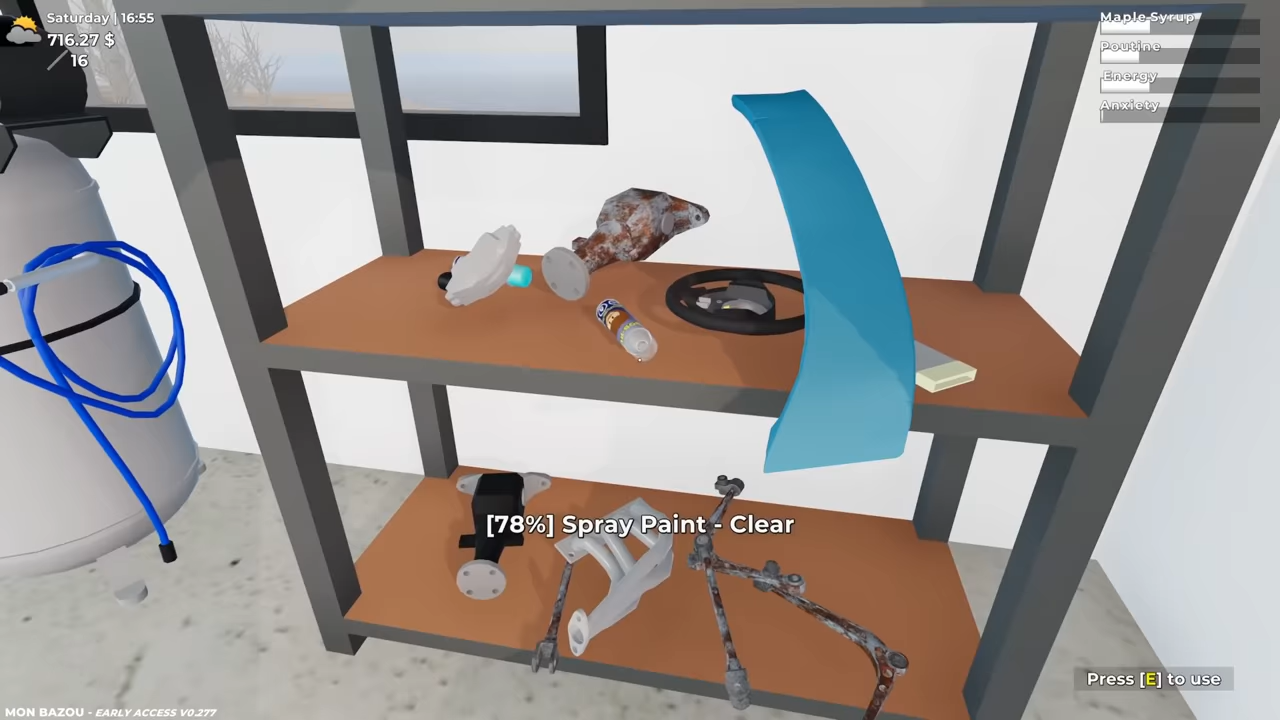 Saturday | 16:55
716.27 $
16
Maple Syrup
Poutine
Energy
Anxiety
[78%] Spray Paint - Clear
Press [E] to use
MON BAZOU - EARLY ACCESS V0.277